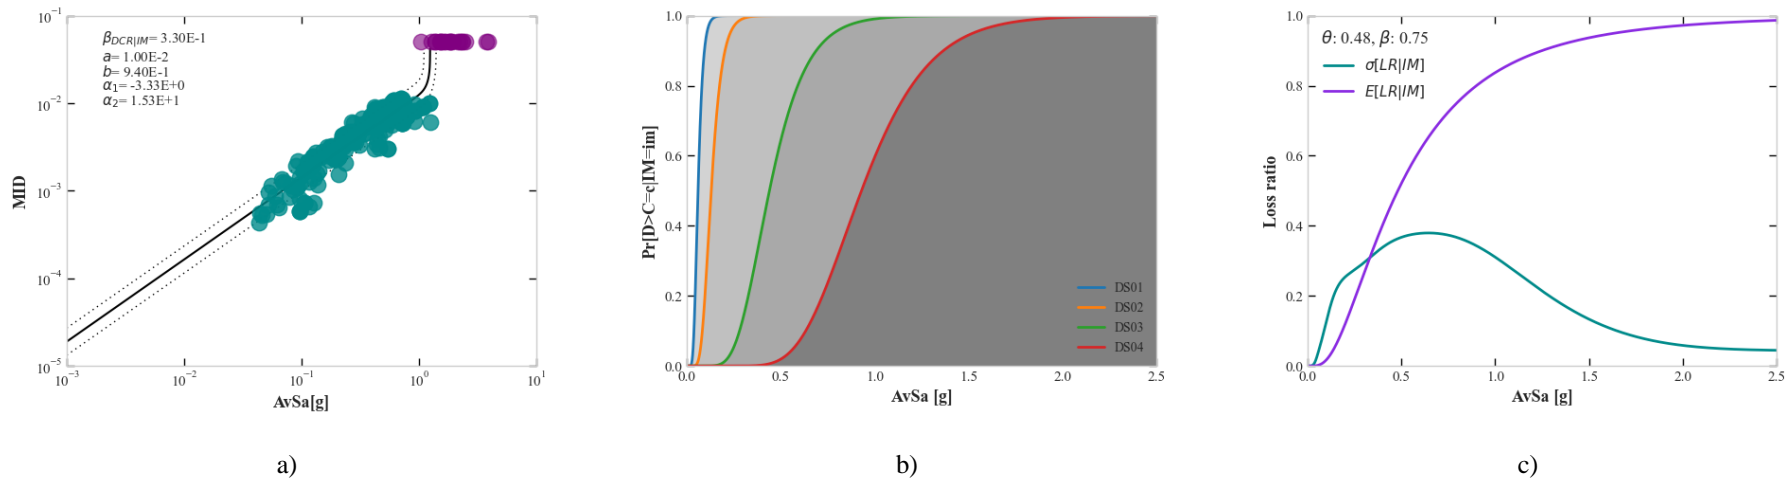 10⁻¹
10⁻²
10⁻³
10⁻⁴
10⁻⁵
MID
β_DCR|IM= 3.30E-1
a= 1.00E-2
b= 9.40E-1
α₁= -3.33E+0
α₂= 1.53E+1
10⁻³ 10⁻² 10⁻¹ 10⁰ 10¹
AvSa[g]
a)
1.0
0.8
0.6
0.4
0.2
0.0
Pr[D>C=c|IM=im]
DS01
DS02
DS03
DS04
0.0 0.5 1.0 1.5 2.0 2.5
AvSa [g]
b)
1.0
0.8
0.6
0.4
0.2
0.0
Loss ratio
θ: 0.48, β: 0.75
σ[LR|IM]
E[LR|IM]
0.0 0.5 1.0 1.5 2.0 2.5
AvSa [g]
c)